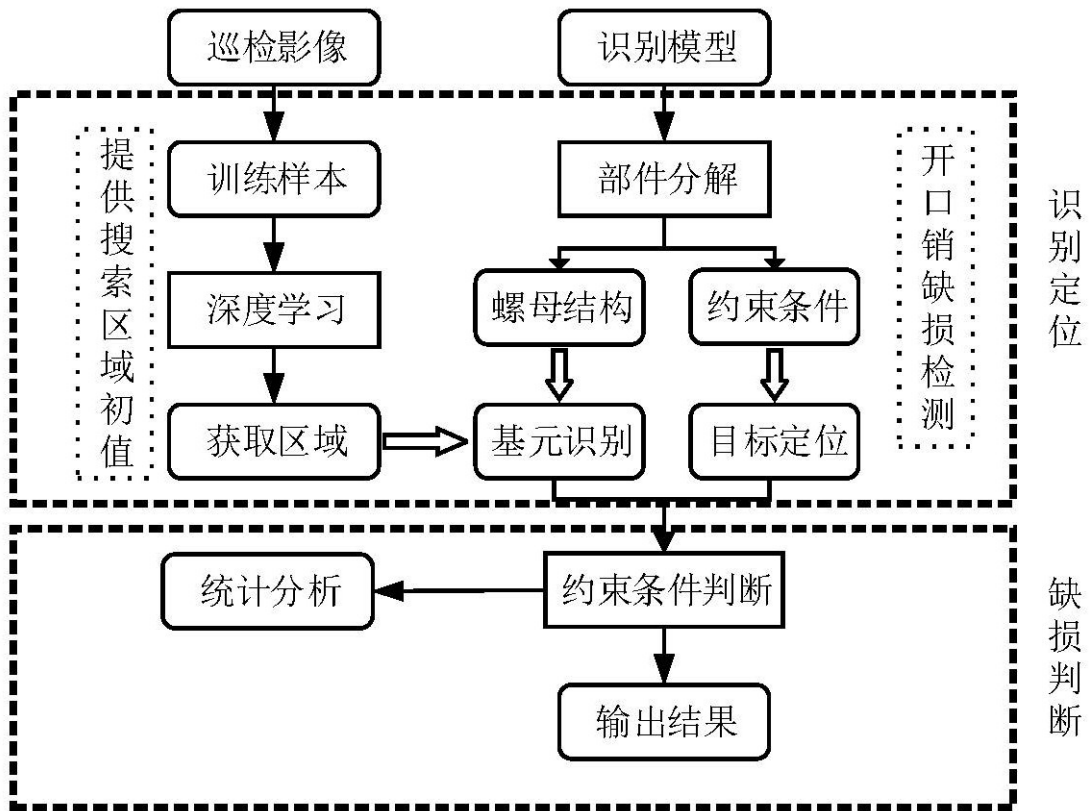 巡检影像
识别模型
提供搜索区域初值
训练样本
部件分解
开口销缺损检测
识别定位
深度学习
螺母结构
约束条件
获取区域
基元识别
目标定位
统计分析
约束条件判断
缺损判断
输出结果